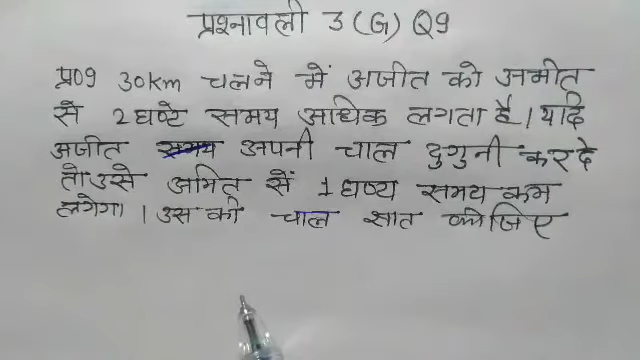 प्रश्नावली 3 (G) Q9
प्र09 30km चलने में अजीत को अमीत
से 2 घण्टे समय अधिक लगता है। यदि
अजीत समय अपनी चाल दुगुनी कर दे
तो उसे अमित सें 1 घण्य समय कम
लगेगा। उस की चाल ज्ञात कीजिए